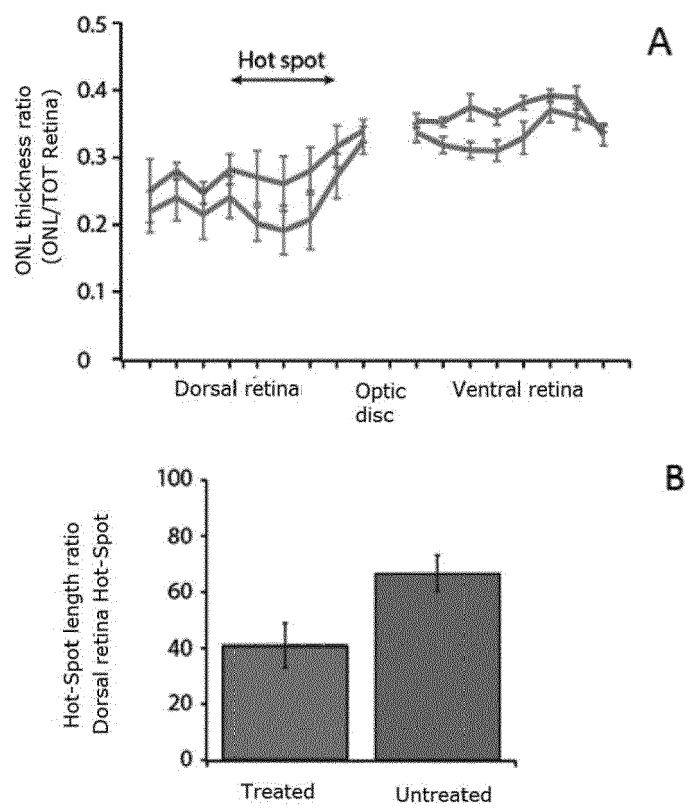 A
0.5
Hot spot
0.4
0.3
0.2
0.1
0
ONL thickness ratio
(ONL/TOT Retina)
Dorsal retina
Optic
disc
Ventral retina
B
100
80
60
40
20
0
Hot-Spot length ratio
Dorsal retina Hot-Spot
Treated
Untreated